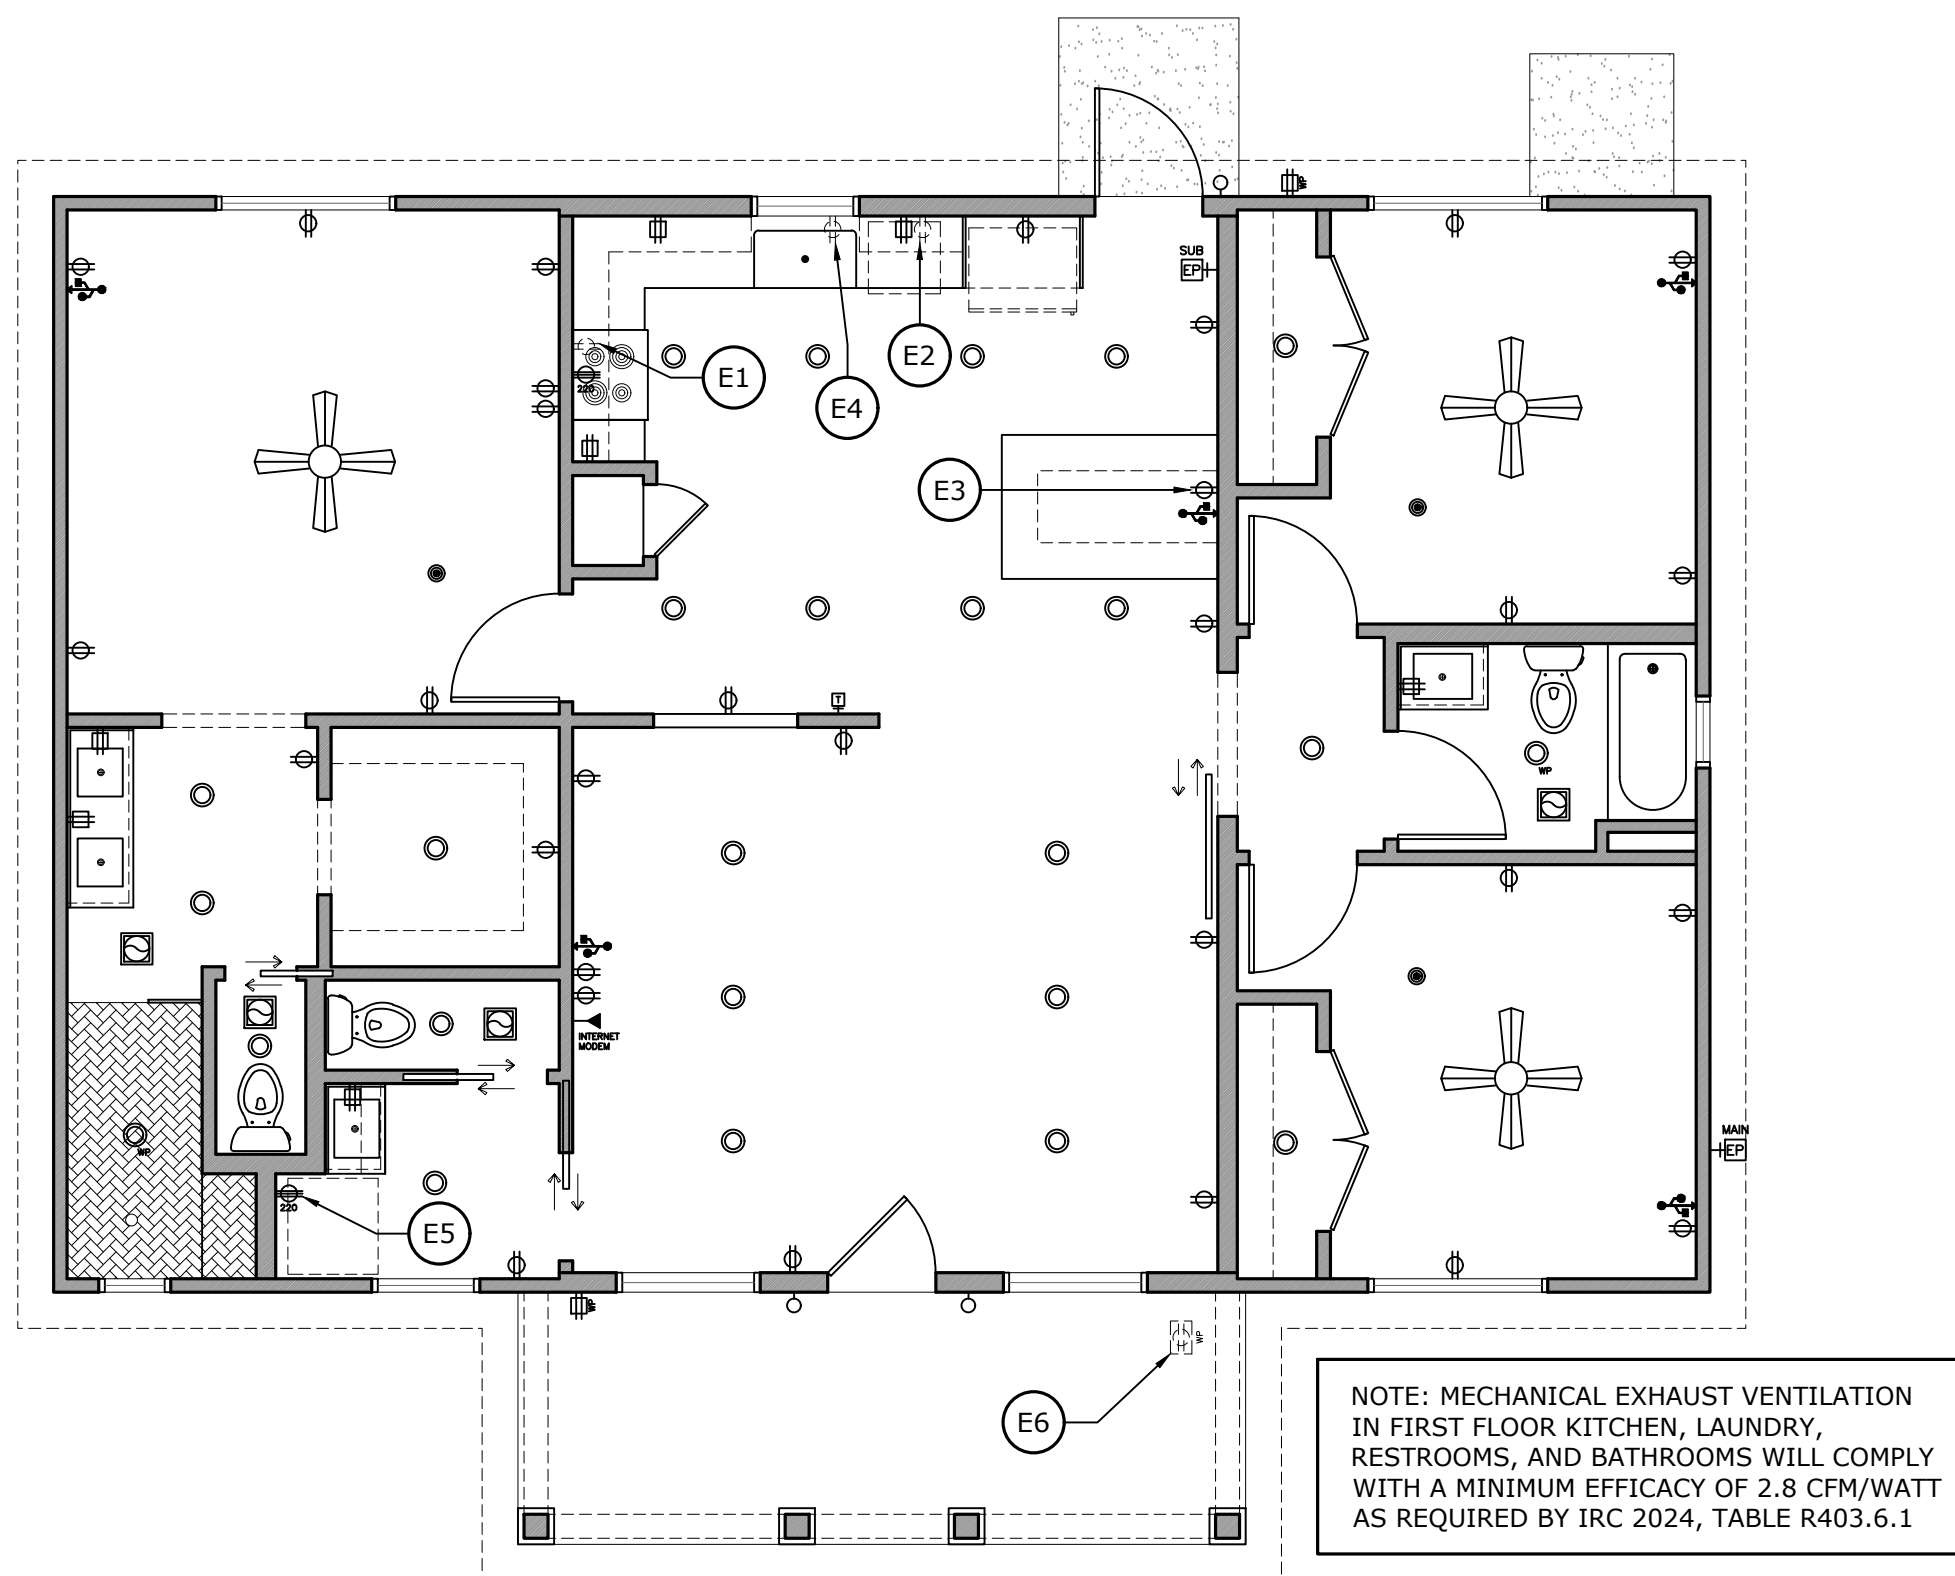 WP
SUB
EP
E1
E4
E2
220
E3
T
WP
INTERNET
MODEM
MAIN
EP
WP
220
E5
WP
WP
E6
NOTE: MECHANICAL EXHAUST VENTILATION
IN FIRST FLOOR KITCHEN, LAUNDRY,
RESTROOMS, AND BATHROOMS WILL COMPLY
WITH A MINIMUM EFFICACY OF 2.8 CFM/WATT
AS REQUIRED BY IRC 2024, TABLE R403.6.1